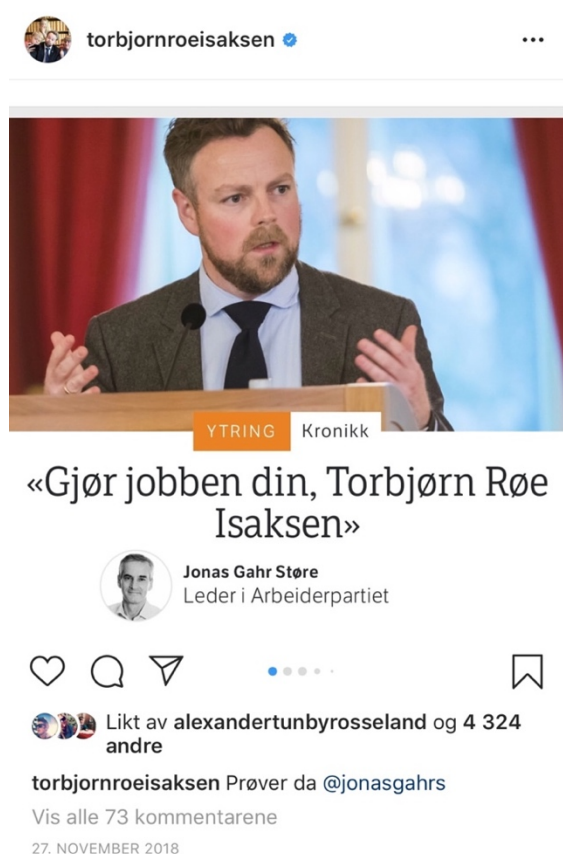 torbjornroeisaksen
YTRING Kronikk
«Gjør jobben din, Torbjørn Røe
Isaksen»
Jonas Gahr Støre
Leder i Arbeiderpartiet
Likt av alexandertunbyrosseland og 4 324
andre
torbjornroeisaksen Prøver da @jonasgahrs
Vis alle 73 kommentarene
27. NOVEMBER 2018